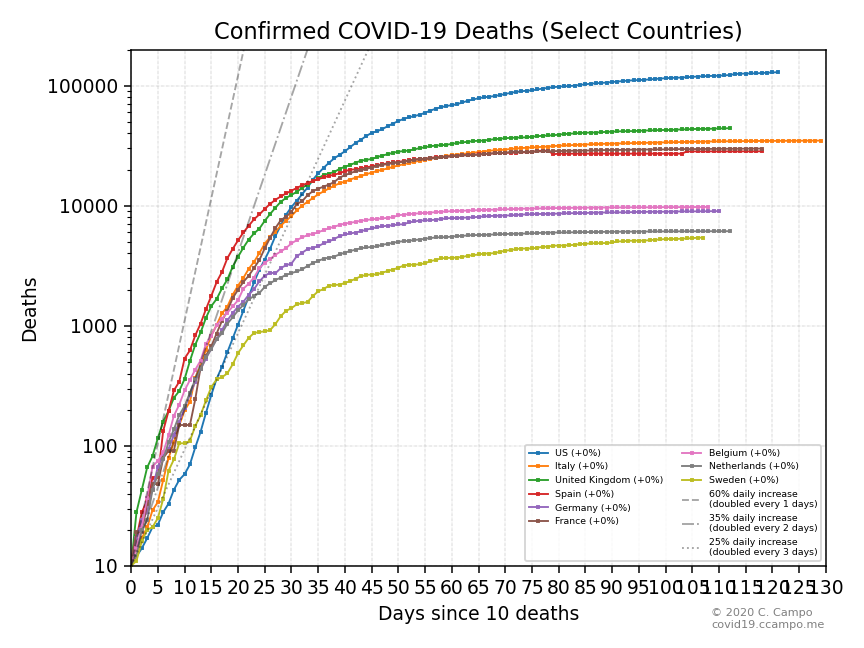 Confirmed COVID-19 Deaths (Select Countries)
Deaths
100000
10000
1000
100
10
0 5 10 15 20 25 30 35 40 45 50 55 60 65 70 75 80 85 90 95 100 105 110 115 120 125 130
Days since 10 deaths
US (+0%)
Italy (+0%)
United Kingdom (+0%)
Spain (+0%)
Germany (+0%)
France (+0%)
Belgium (+0%)
Netherlands (+0%)
Sweden (+0%)
60% daily increase
(doubled every 1 days)
35% daily increase
(doubled every 2 days)
25% daily increase
(doubled every 3 days)
© 2020 C. Campo
covid19.ccampo.me